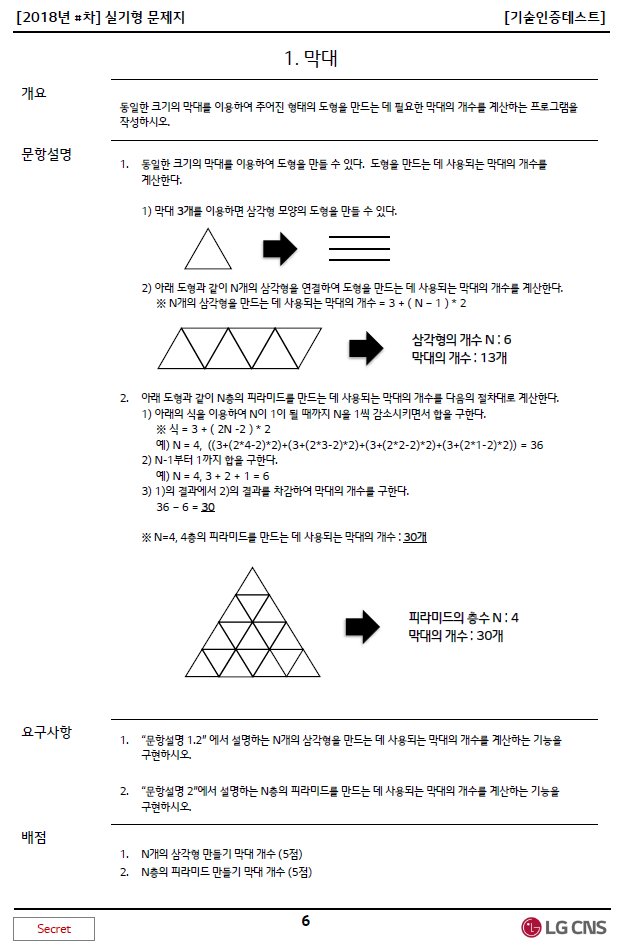 [2018년 #차] 실기형 문제지
[기술인증테스트]
1. 막대
개요
동일한 크기의 막대를 이용하여 주어진 형태의 도형을 만드는 데 필요한 막대의 개수를 계산하는 프로그램을
작성하시오.
문항설명
1. 동일한 크기의 막대를 이용하여 도형을 만들 수 있다. 도형을 만드는 데 사용되는 막대의 개수를
계산한다.
1) 막대 3개를 이용하면 삼각형 모양의 도형을 만들 수 있다.
2) 아래 도형과 같이 N개의 삼각형을 연결하여 도형을 만드는 데 사용되는 막대의 개수를 계산한다.
※ N개의 삼각형을 만드는 데 사용되는 막대의 개수 = 3 + ( N – 1 ) * 2
삼각형의 개수 N : 6
막대의 개수 : 13개
2. 아래 도형과 같이 N층의 피라미드를 만드는 데 사용되는 막대의 개수를 다음의 절차대로 계산한다.
1) 아래의 식을 이용하여 N이 1이 될 때까지 N을 1씩 감소시키면서 합을 구한다.
※ 식 = 3 + ( 2N -2 ) * 2
예) N = 4, ((3+(2*4-2)*2)+(3+(2*3-2)*2)+(3+(2*2-2)*2)+(3+(2*1-2)*2)) = 36
2) N-1부터 1까지 합을 구한다.
예) N = 4, 3 + 2 + 1 = 6
3) 1)의 결과에서 2)의 결과를 차감하여 막대의 개수를 구한다.
36 – 6 = 30
※ N=4, 4층의 피라미드를 만드는 데 사용되는 막대의 개수 : 30개
피라미드의 층수 N : 4
막대의 개수 : 30개
요구사항
1. “문항설명 1.2” 에서 설명하는 N개의 삼각형을 만드는 데 사용되는 막대의 개수를 계산하는 기능을
구현하시오.
2. “문항설명 2”에서 설명하는 N층의 피라미드를 만드는 데 사용되는 막대의 개수를 계산하는 기능을
구현하시오.
배점
1. N개의 삼각형 만들기 막대 개수 (5점)
2. N층의 피라미드 만들기 막대 개수 (5점)
Secret
6
LG CNS